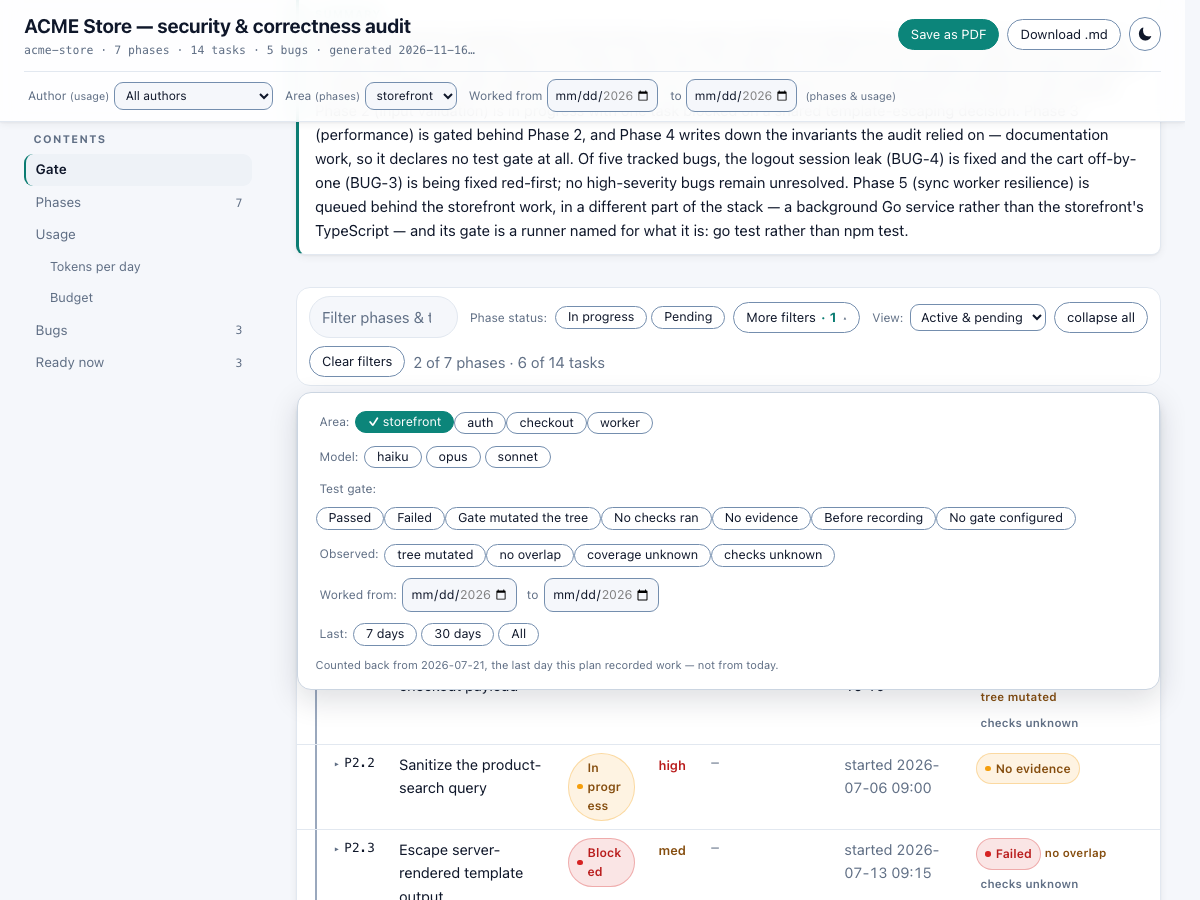 ACME Store — security & correctness audit
acme-store · 7 phases · 14 tasks · 5 bugs · generated 2026-11-16…
Save as PDF
Download .md
Author (usage) All authors Area (phases) storefront Worked from mm/dd/2026 to mm/dd/2026 (phases & usage)
CONTENTS
Gate
Phases 7
Usage
Tokens per day
Budget
Bugs 3
Ready now 3
(performance) is gated behind Phase 2, and Phase 4 writes down the invariants the audit relied on — documentation
work, so it declares no test gate at all. Of five tracked bugs, the logout session leak (BUG-4) is fixed and the cart off-by-
one (BUG-3) is being fixed red-first; no high-severity bugs remain unresolved. Phase 5 (sync worker resilience) is
queued behind the storefront work, in a different part of the stack — a background Go service rather than the storefront's
TypeScript — and its gate is a runner named for what it is: go test rather than npm test.
Filter phases & t Phase status: In progress Pending More filters · 1 · View: Active & pending collapse all
Clear filters 2 of 7 phases · 6 of 14 tasks
Area: ✓ storefront auth checkout worker
Model: haiku opus sonnet
Test gate:
Passed Failed Gate mutated the tree No checks ran No evidence Before recording No gate configured
Observed: tree mutated no overlap coverage unknown checks unknown
Worked from: mm/dd/2026 to mm/dd/2026
Last: 7 days 30 days All
Counted back from 2026-07-21, the last day this plan recorded work — not from today.
tree mutated
checks unknown
P2.2 Sanitize the product- In high — started 2026- No evidence
search query progr 07-06 09:00
ess
P2.3 Escape server- Block med — started 2026- Failed no overlap
rendered template ed 07-13 09:15 checks unknown
output